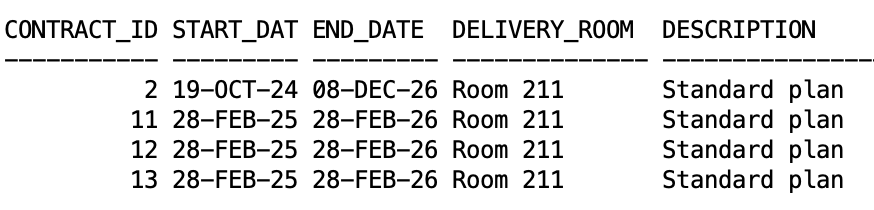 CONTRACT_ID START_DAT END_DATE  DELIVERY_ROOM  DESCRIPTION
----------- --------- --------- -------------- ---------------
          2 19-OCT-24 08-DEC-26 Room 211       Standard plan
         11 28-FEB-25 28-FEB-26 Room 211       Standard plan
         12 28-FEB-25 28-FEB-26 Room 211       Standard plan
         13 28-FEB-25 28-FEB-26 Room 211       Standard plan